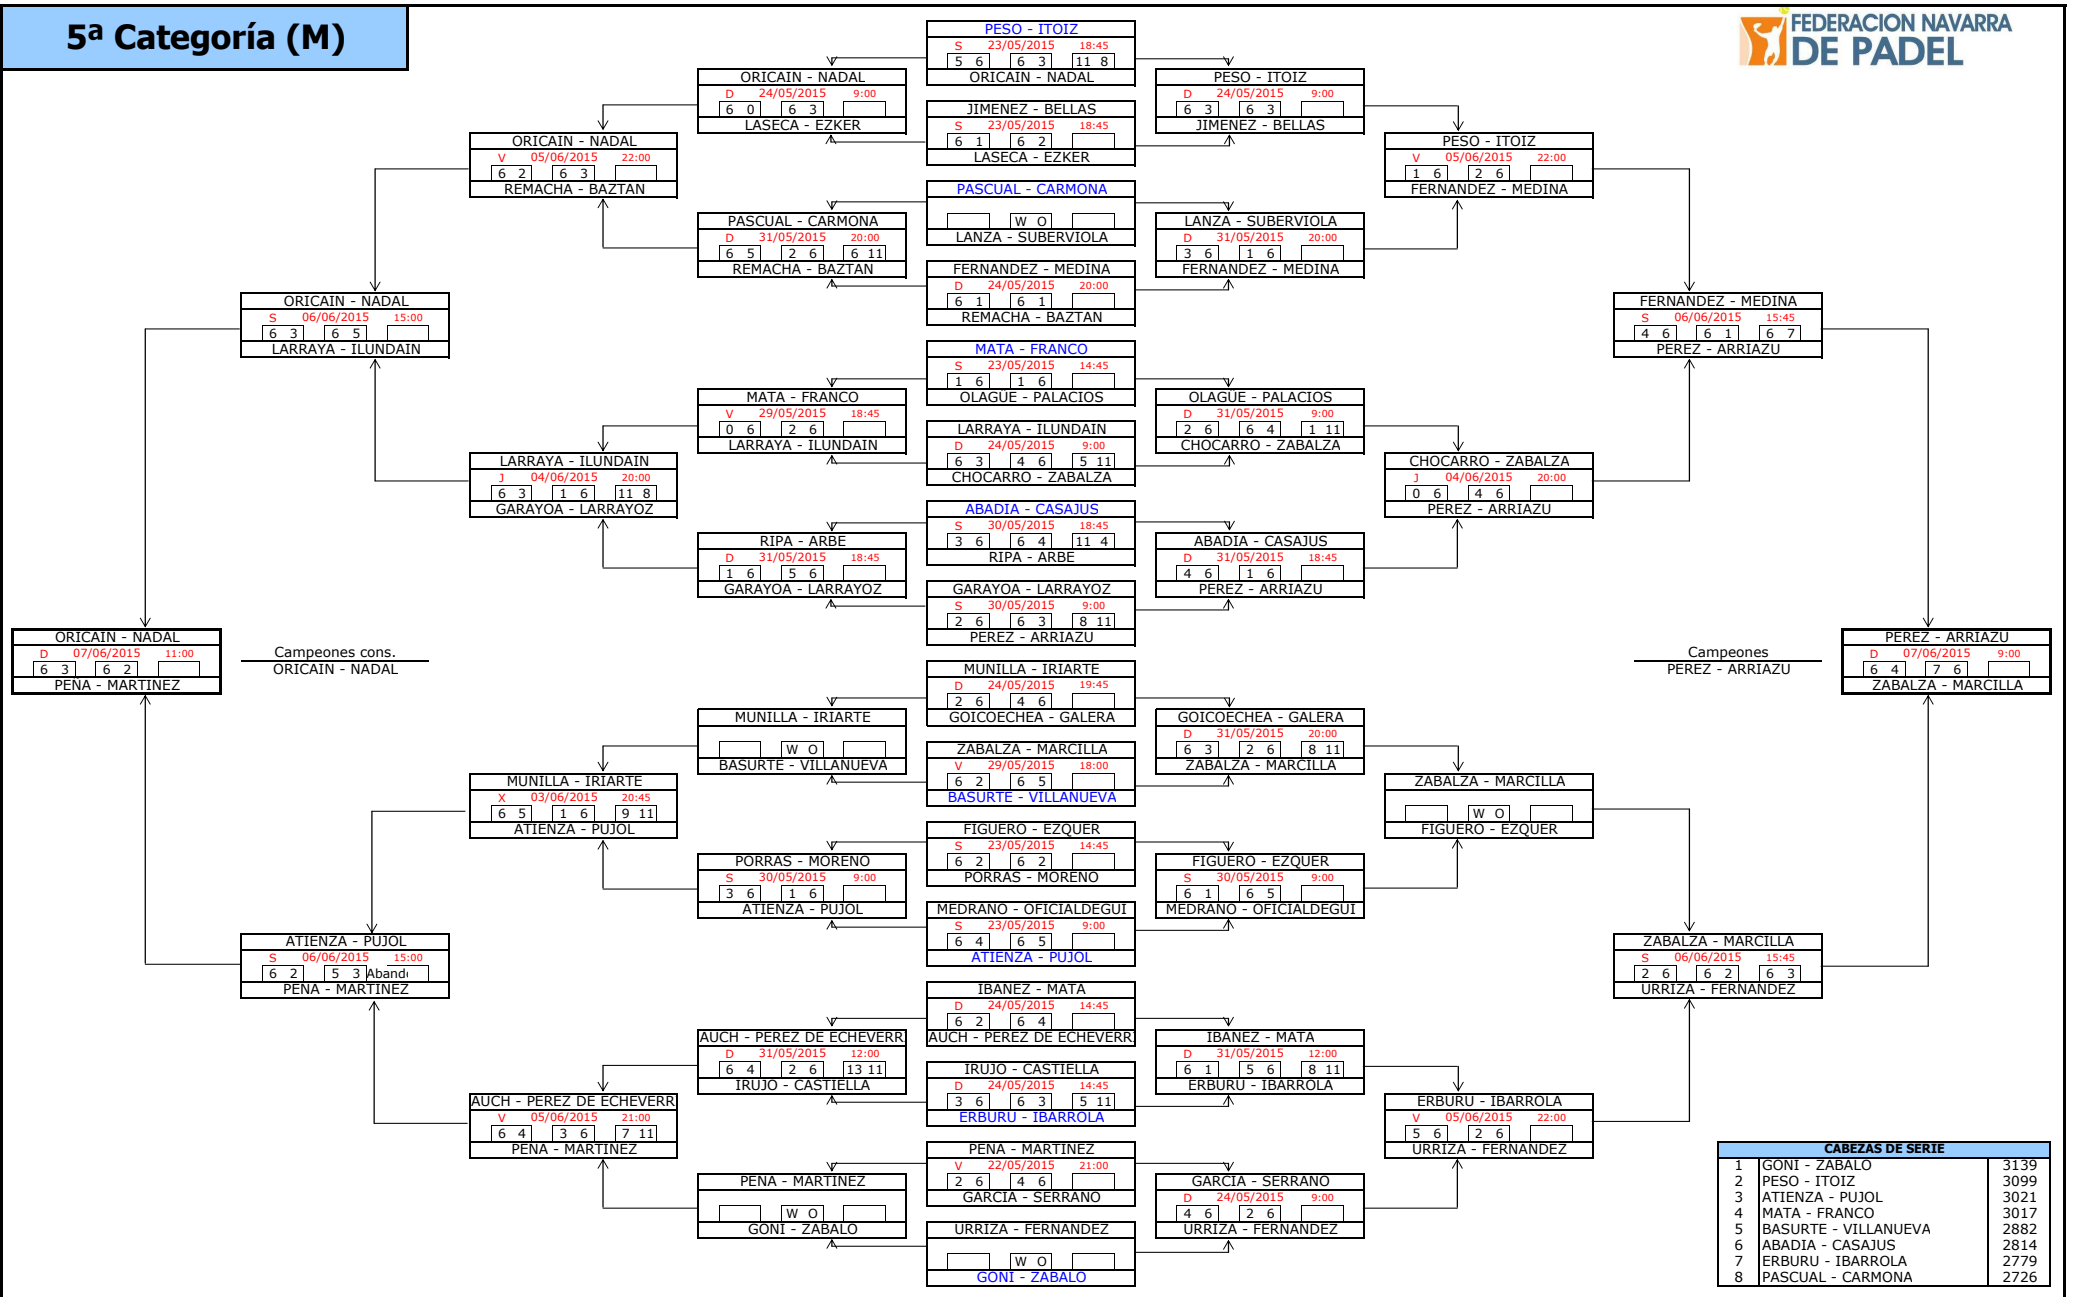 5ª Categoría (M)
FEDERACION NAVARRA
DE PADEL
PESO - ITOIZ
S 23/05/2015 18:45
5 6 6 3 11 8
ORICAIN - NADAL
JIMENEZ - BELLAS
S 23/05/2015 18:45
6 1 6 2
LASECA - EZKER
PASCUAL - CARMONA
W O
LANZA - SUBERVIOLA
FERNANDEZ - MEDINA
D 24/05/2015 20:00
6 1 6 1
REMACHA - BAZTAN
MATA - FRANCO
S 23/05/2015 14:45
1 6 1 6
OLAGÜE - PALACIOS
LARRAYA - ILUNDAIN
D 24/05/2015 9:00
6 3 4 6 5 11
CHOCARRO - ZABALZA
ABADIA - CASAJUS
S 30/05/2015 18:45
3 6 6 4 11 4
RIPA - ARBE
GARAYOA - LARRAYOZ
S 30/05/2015 9:00
2 6 6 3 8 11
PEREZ - ARRIAZU
MUNILLA - IRIARTE
D 24/05/2015 19:45
2 6 4 6
GOICOECHEA - GALERA
ZABALZA - MARCILLA
V 29/05/2015 18:00
6 2 6 5
BASURTE - VILLANUEVA
FIGUERO - EZQUER
S 23/05/2015 14:45
6 2 6 2
PORRAS - MORENO
MEDRANO - OFICIALDEGUI
S 23/05/2015 9:00
6 4 6 5
ATIENZA - PUJOL
IBAÑEZ - MATA
D 24/05/2015 14:45
6 2 6 4
AUCH - PEREZ DE ECHEVERR
IRUJO - CASTIELLA
D 24/05/2015 14:45
3 6 6 3 5 11
ERBURU - IBARROLA
PEÑA - MARTINEZ
V 22/05/2015 21:00
2 6 4 6
GARCIA - SERRANO
URRIZA - FERNANDEZ
W O
GOÑI - ZABALO
ORICAIN - NADAL
D 24/05/2015 9:00
6 0 6 3
LASECA - EZKER
PASCUAL - CARMONA
D 31/05/2015 20:00
6 5 2 6 6 11
REMACHA - BAZTAN
MATA - FRANCO
V 29/05/2015 18:45
0 6 2 6
LARRAYA - ILUNDAIN
RIPA - ARBE
D 31/05/2015 18:45
1 6 5 6
GARAYOA - LARRAYOZ
MUNILLA - IRIARTE
W O
BASURTE - VILLANUEVA
PORRAS - MORENO
S 30/05/2015 9:00
3 6 1 6
ATIENZA - PUJOL
AUCH - PEREZ DE ECHEVERR
D 31/05/2015 12:00
6 4 2 6 13 11
IRUJO - CASTIELLA
PEÑA - MARTINEZ
W O
GOÑI - ZABALO
ORICAIN - NADAL
V 05/06/2015 22:00
6 2 6 3
REMACHA - BAZTAN
LARRAYA - ILUNDAIN
J 04/06/2015 20:00
6 3 1 6 11 8
GARAYOA - LARRAYOZ
MUNILLA - IRIARTE
X 03/06/2015 20:45
6 5 1 6 9 11
ATIENZA - PUJOL
AUCH - PEREZ DE ECHEVERR
V 05/06/2015 21:00
6 4 3 6 7 11
PEÑA - MARTINEZ
ORICAIN - NADAL
S 06/06/2015 15:00
6 3 6 5
LARRAYA - ILUNDAIN
ATIENZA - PUJOL
S 06/06/2015 15:00
6 2 5 3 Aband
PEÑA - MARTINEZ
ORICAIN - NADAL
D 07/06/2015 11:00
6 3 6 2
PEÑA - MARTINEZ
Campeones cons.
ORICAIN - NADAL
PESO - ITOIZ
D 24/05/2015 9:00
6 3 6 3
JIMENEZ - BELLAS
LANZA - SUBERVIOLA
D 31/05/2015 20:00
3 6 1 6
FERNANDEZ - MEDINA
OLAGÜE - PALACIOS
D 31/05/2015 9:00
2 6 6 4 1 11
CHOCARRO - ZABALZA
ABADIA - CASAJUS
D 31/05/2015 18:45
4 6 1 6
PEREZ - ARRIAZU
GOICOECHEA - GALERA
D 31/05/2015 20:00
6 3 2 6 8 11
ZABALZA - MARCILLA
FIGUERO - EZQUER
S 30/05/2015 9:00
6 1 6 5
MEDRANO - OFICIALDEGUI
IBAÑEZ - MATA
D 31/05/2015 12:00
6 1 5 6 8 11
ERBURU - IBARROLA
GARCIA - SERRANO
D 24/05/2015 9:00
4 6 2 6
URRIZA - FERNANDEZ
PESO - ITOIZ
V 05/06/2015 22:00
1 6 2 6
FERNANDEZ - MEDINA
CHOCARRO - ZABALZA
J 04/06/2015 20:00
0 6 4 6
PEREZ - ARRIAZU
ZABALZA - MARCILLA
W O
FIGUERO - EZQUER
ERBURU - IBARROLA
V 05/06/2015 22:00
5 6 2 6
URRIZA - FERNANDEZ
FERNANDEZ - MEDINA
S 06/06/2015 15:45
4 6 6 1 6 7
PEREZ - ARRIAZU
ZABALZA - MARCILLA
S 06/06/2015 15:45
2 6 6 2 6 3
URRIZA - FERNANDEZ
Campeones
PEREZ - ARRIAZU
PEREZ - ARRIAZU
D 07/06/2015 9:00
6 4 7 6
ZABALZA - MARCILLA
CABEZAS DE SERIE
1 GOÑI - ZABALO 3139
2 PESO - ITOIZ 3099
3 ATIENZA - PUJOL 3021
4 MATA - FRANCO 3017
5 BASURTE - VILLANUEVA 2882
6 ABADIA - CASAJUS 2814
7 ERBURU - IBARROLA 2779
8 PASCUAL - CARMONA 2726